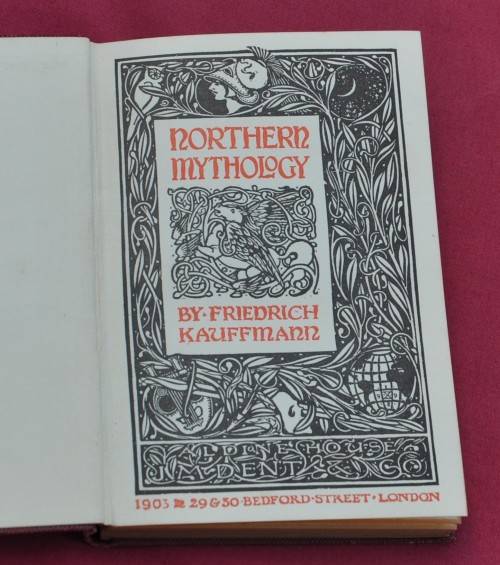 NORTHERN
MYTHOLOGY
BY · FRIEDRICH
KAUFFMANN
ALDINE HOUSE
J. M. DENT & CO
1903 29 & 30 · BEDFORD · STREET · LONDON